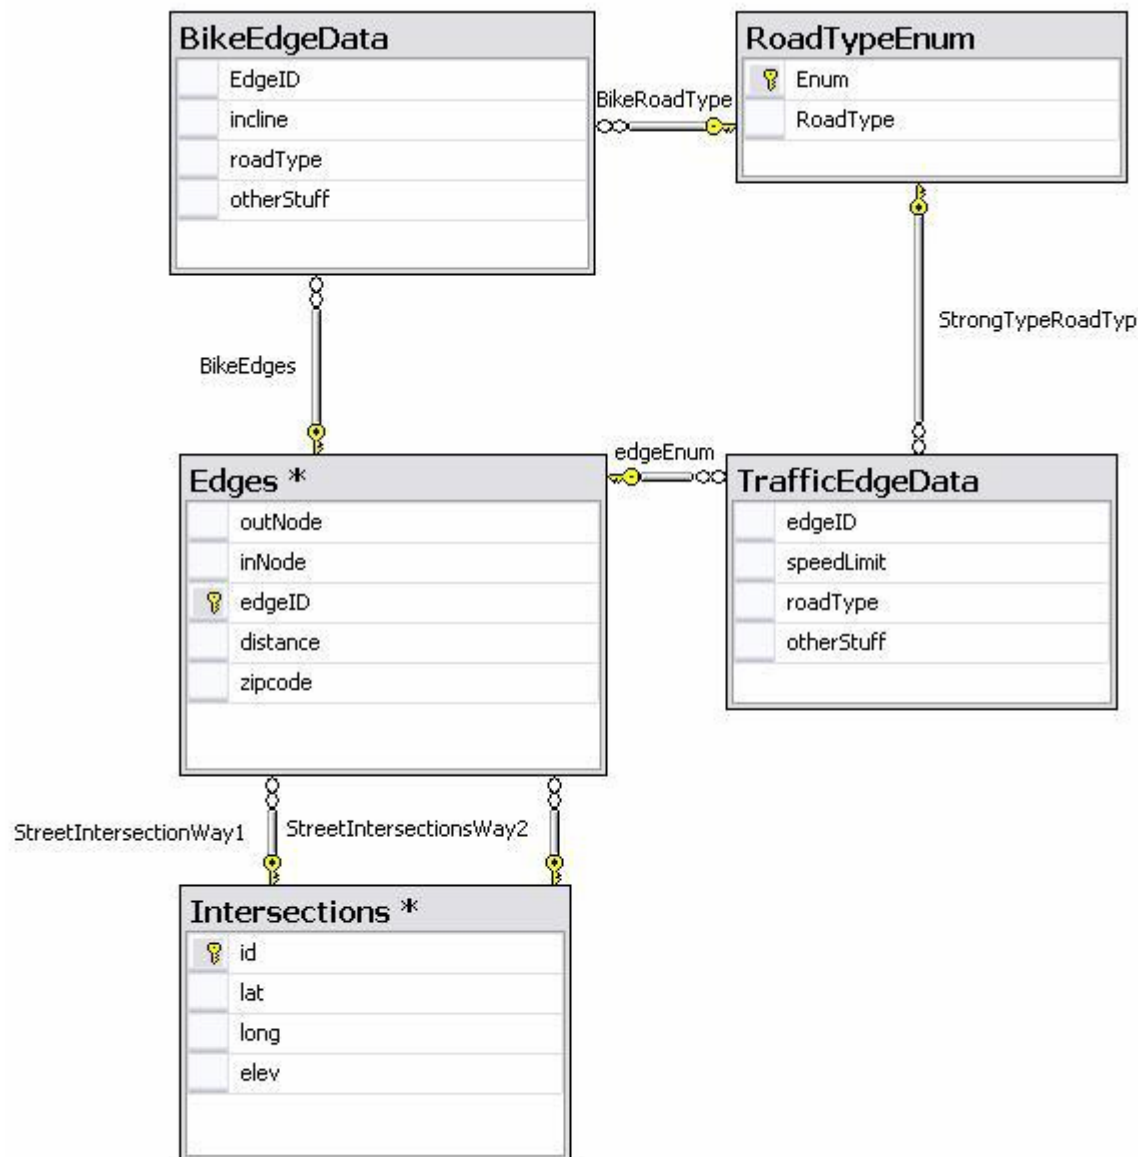 BikeEdgeData
EdgeID
incline
roadType
otherStuff
BikeRoadType
RoadTypeEnum
Enum
RoadType
BikeEdges
StrongTypeRoadTyp
edgeEnum
Edges *
outNode
inNode
edgeID
distance
zipcode
TrafficEdgeData
edgeID
speedLimit
roadType
otherStuff
StreetIntersectionWay1
StreetIntersectionsWay2
Intersections *
id
lat
long
elev